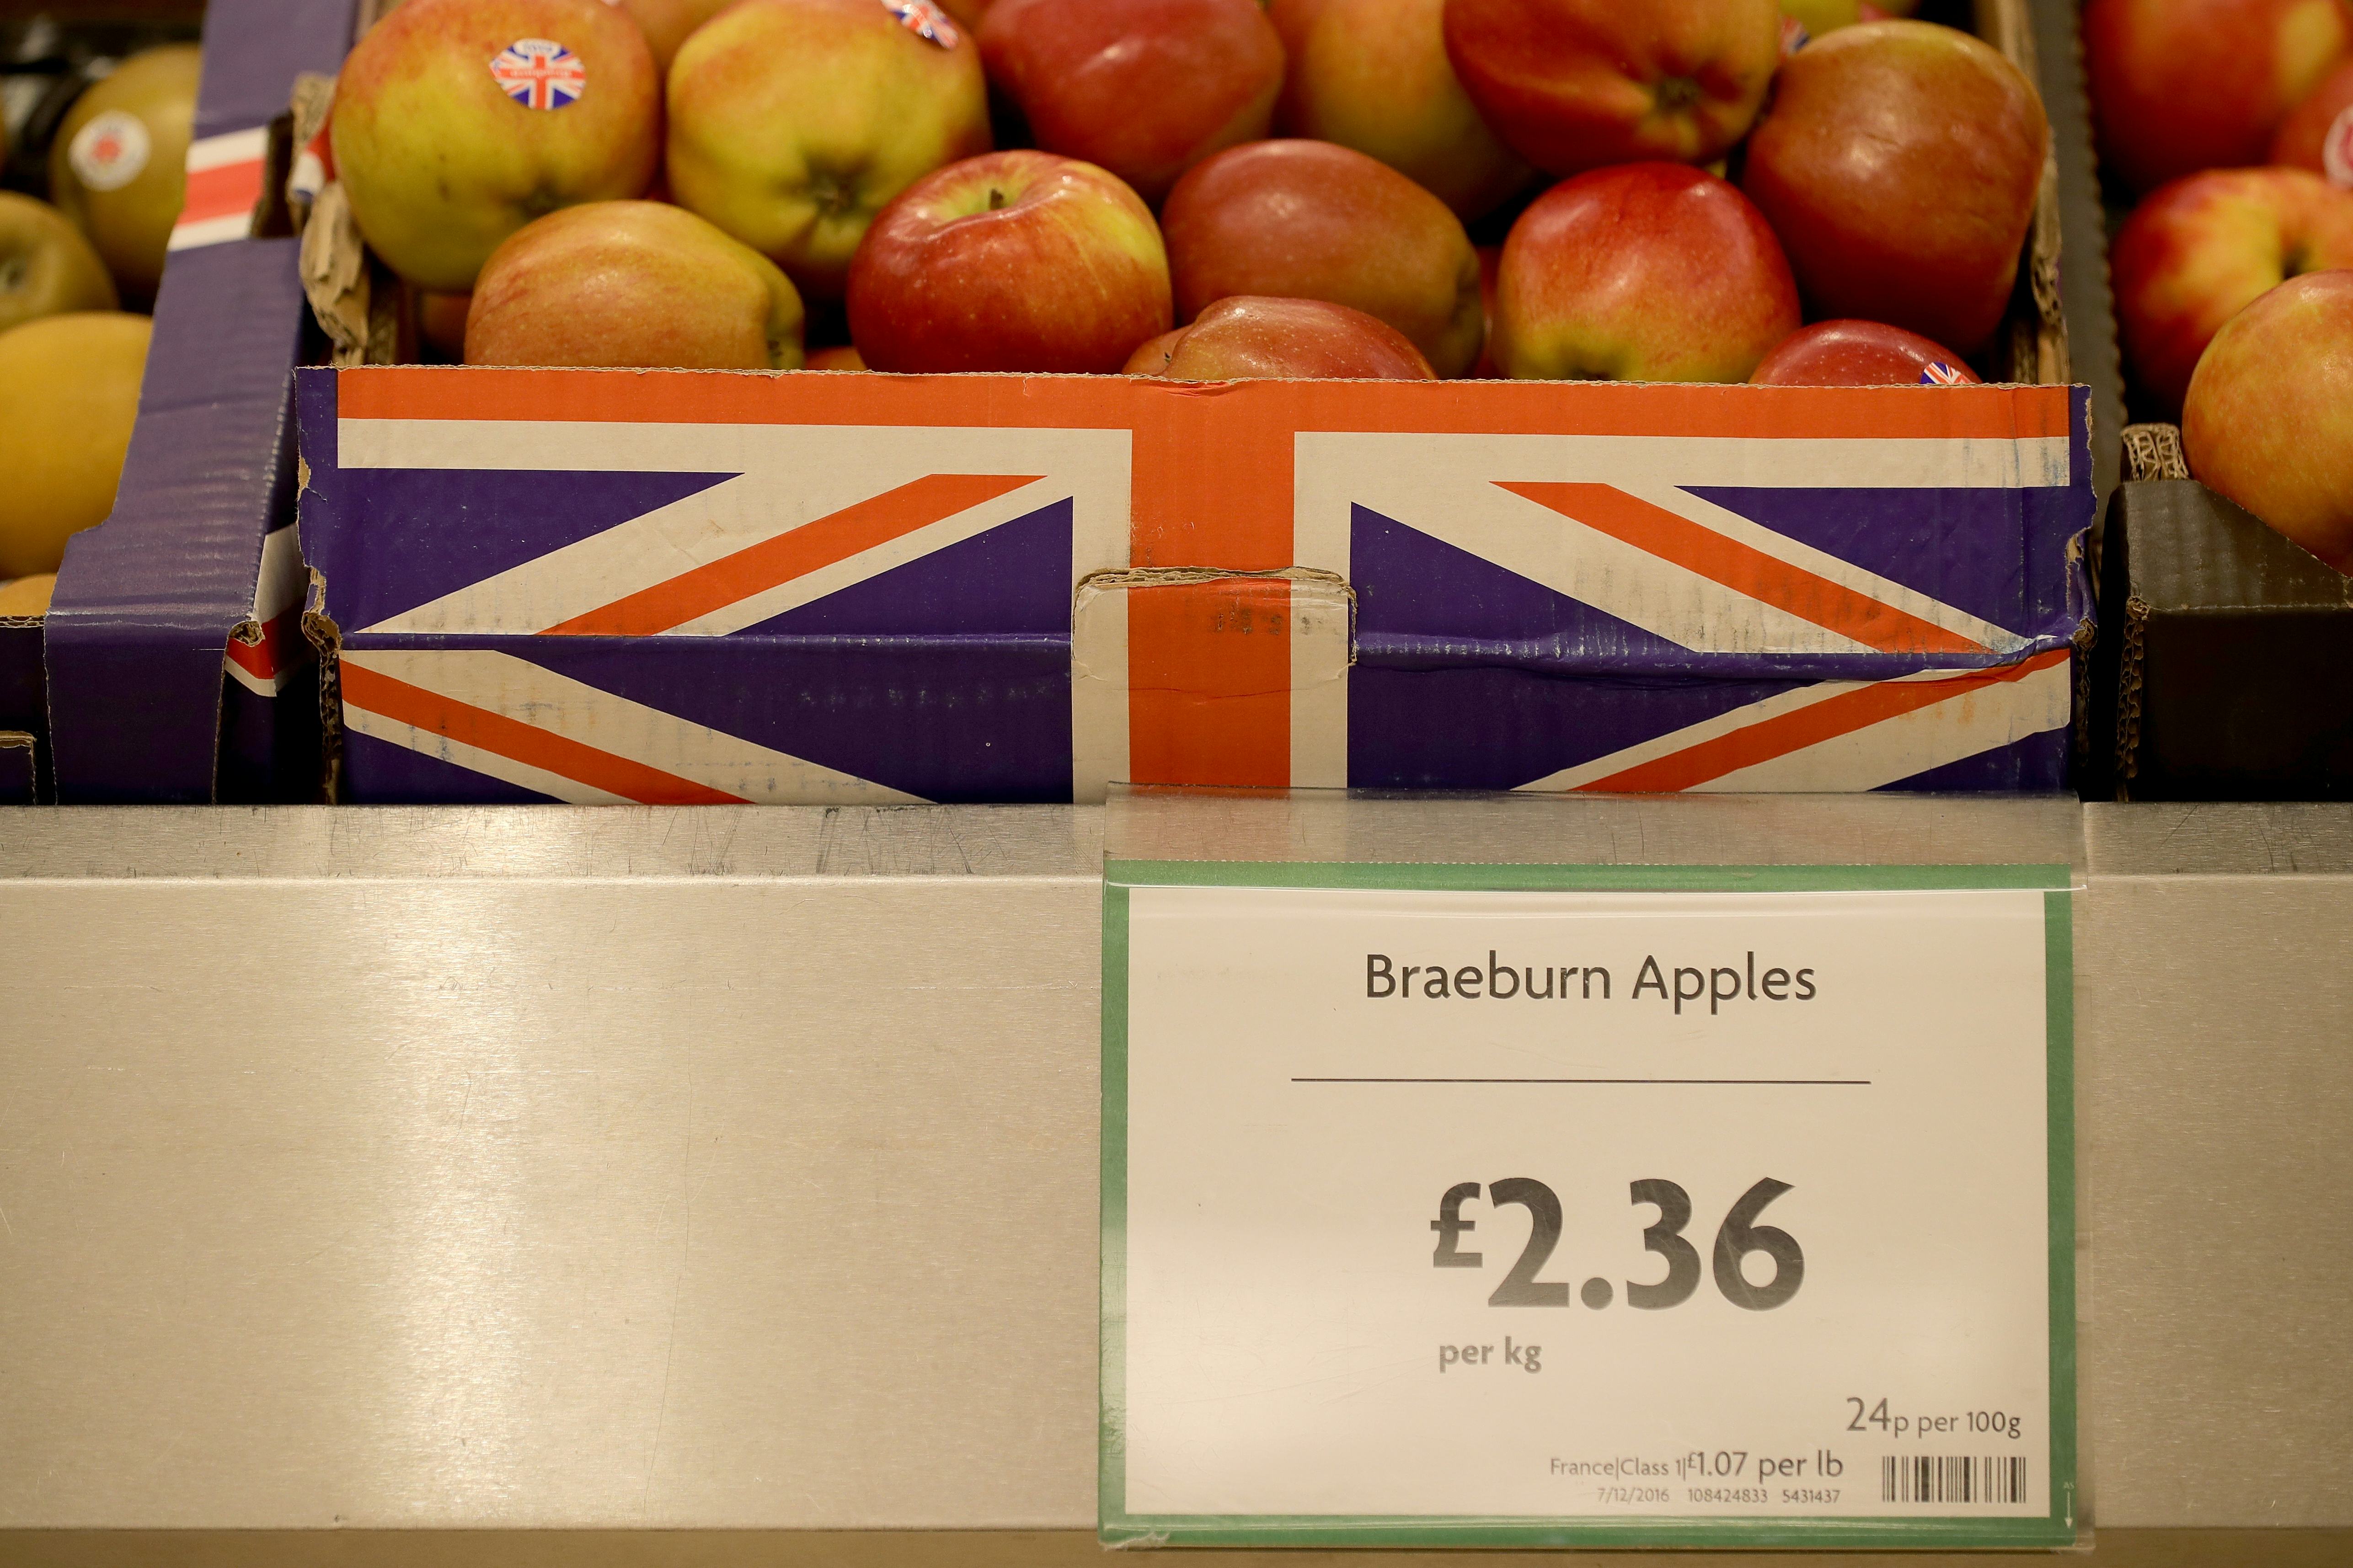 Braeburn Apples
£2.36
per kg
24p per 100g
France|Class 1|£1.07 per lb
7/12/2016 108424833 5431437